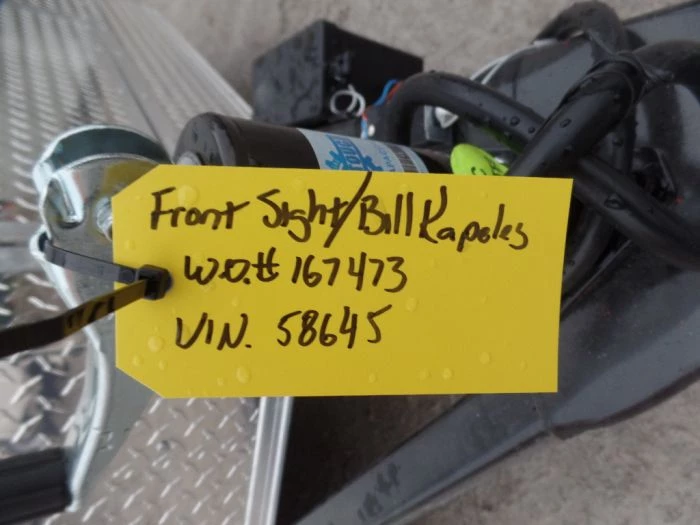 Front Sight/Bill Kapoles
W.O.# 167473
VIN. 58645